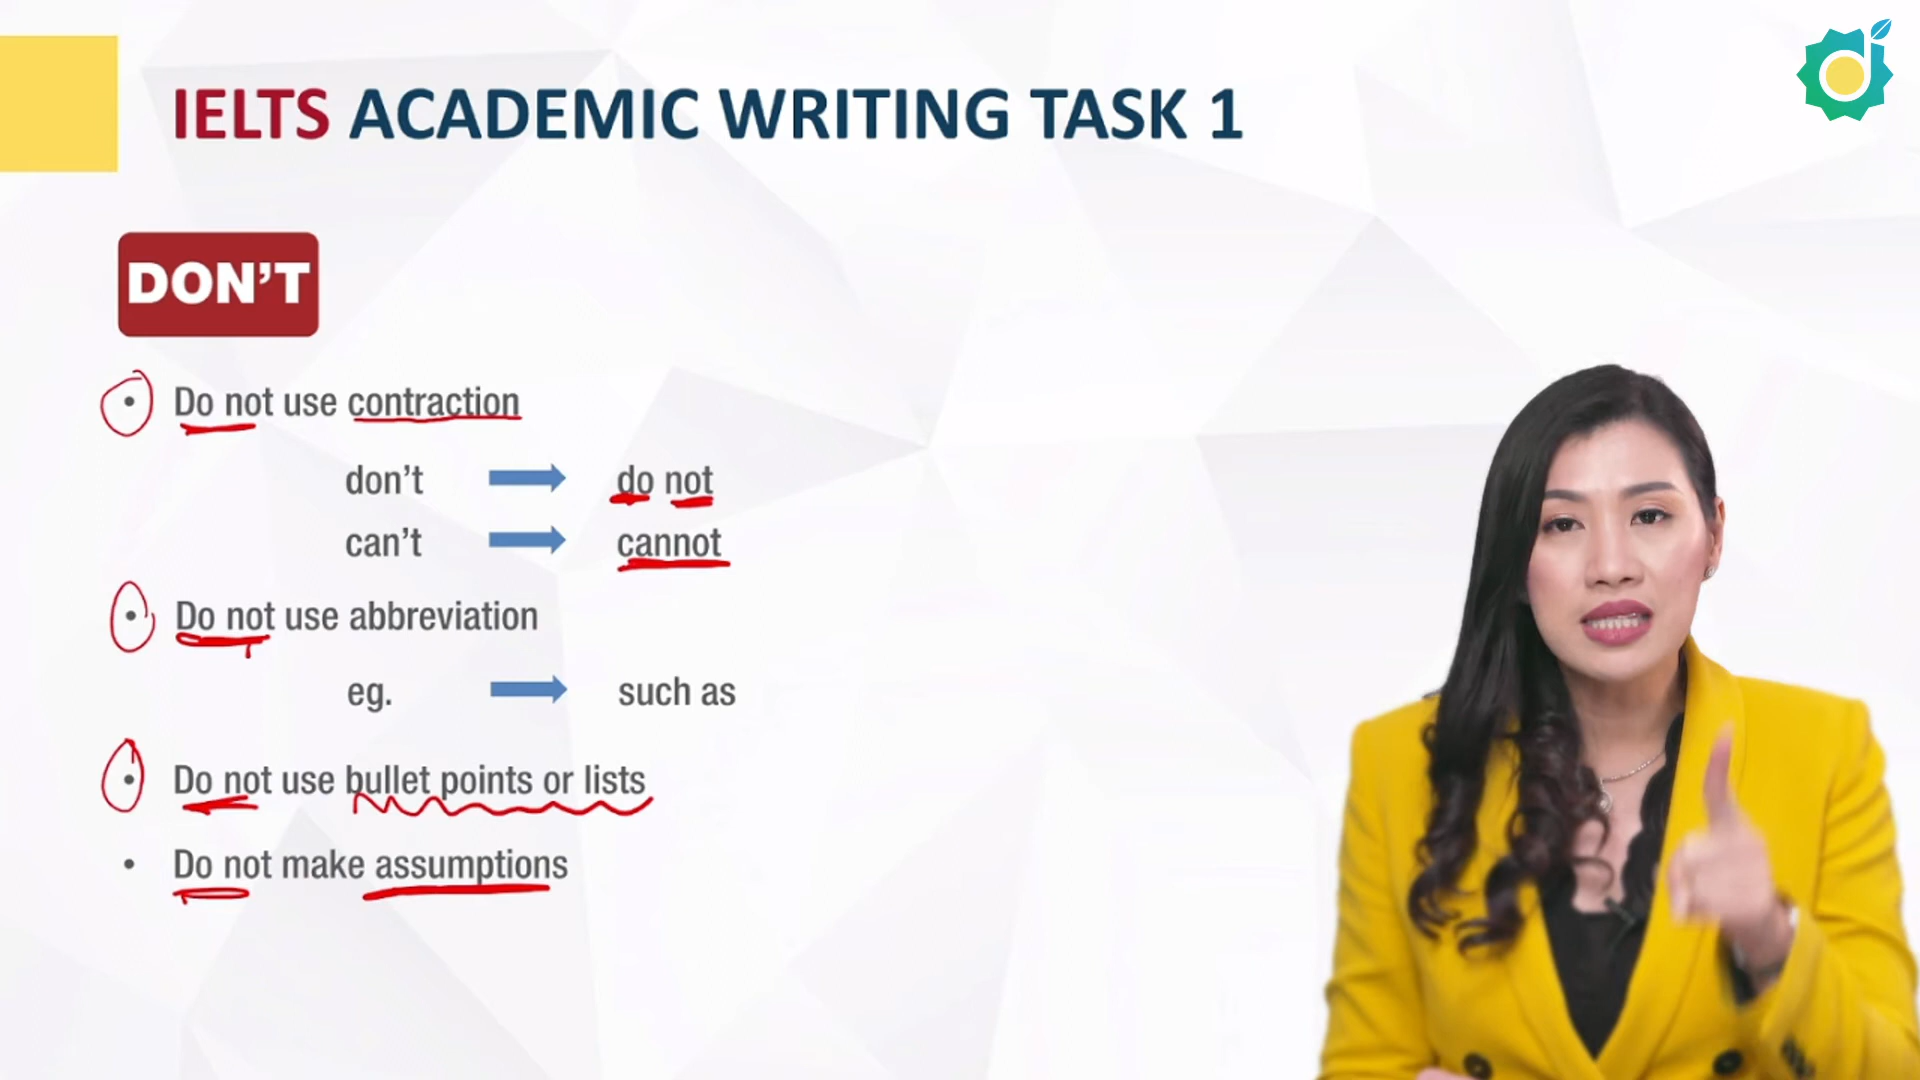 IELTS ACADEMIC WRITING TASK 1
DON’T
• Do not use contraction
don’t do not
can’t cannot
• Do not use abbreviation
eg. such as
• Do not use bullet points or lists
• Do not make assumptions